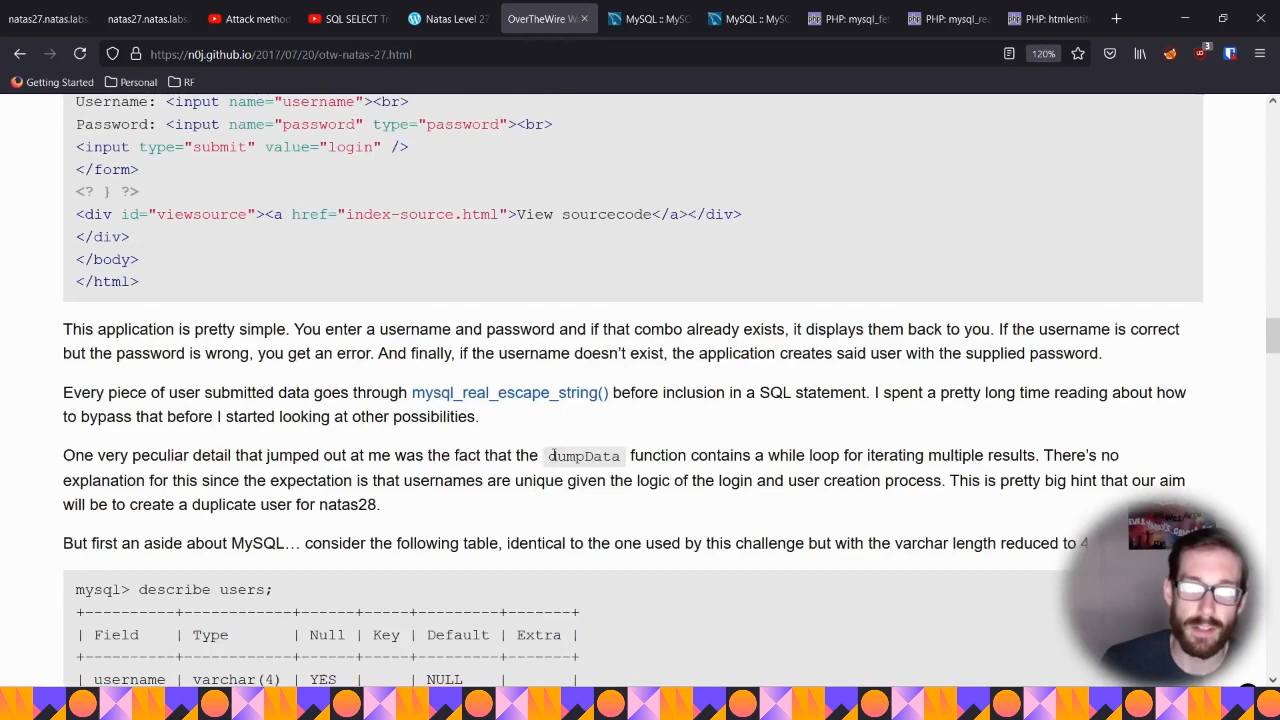 natas27.natas.labs.
natas27.natas.labs.
Attack method
SQL SELECT Tr
Natas Level 27
OverTheWire W
MySQL :: MyS
MySQL :: MyS
PHP: mysql_fet
PHP: mysql_rea
PHP: htmlentit
https://n0j.github.io/2017/07/20/otw-natas-27.html
120%
3
Getting Started
Personal
RF
Username: <input name="username"><br>
Password: <input name="password" type="password"><br>
<input type="submit" value="login" />
</form>
<? } ?>
<div id="viewsource"><a href="index-source.html">View sourcecode</a></div>
</div>
</body>
</html>
This application is pretty simple. You enter a username and password and if that combo already exists, it displays them back to you. If the username is correct
but the password is wrong, you get an error. And finally, if the username doesn't exist, the application creates said user with the supplied password.
Every piece of user submitted data goes through mysql_real_escape_string() before inclusion in a SQL statement. I spent a pretty long time reading about how
to bypass that before I started looking at other possibilities.
One very peculiar detail that jumped out at me was the fact that the dumpData function contains a while loop for iterating multiple results. There's no
explanation for this since the expectation is that usernames are unique given the logic of the login and user creation process. This is pretty big hint that our aim
will be to create a duplicate user for natas28.
But first an aside about MySQL… consider the following table, identical to the one used by this challenge but with the varchar length reduced to 4
mysql> describe users;
+----------+------------+------+-----+---------+-------+
| Field | Type | Null | Key | Default | Extra |
+----------+------------+------+-----+---------+-------+
| username | varchar(4) | YES | | NULL | |